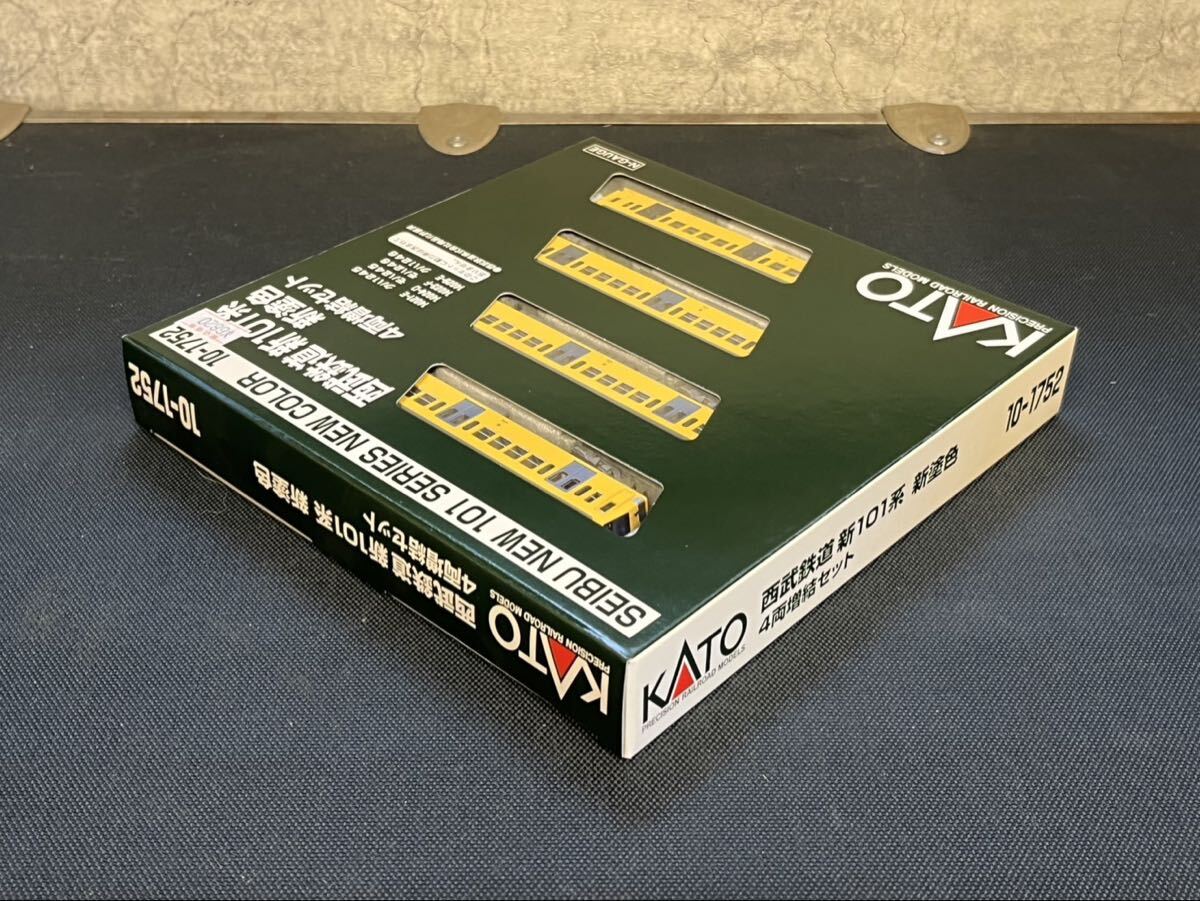 N-GAUGE
KATO
PRECISION RAILROAD MODELS
西武鉄道 新101系
新塗色
4両増結セット
SEIBU NEW 101 SERIES NEW COLOR
10-1752
10-1752
西武鉄道 新101系 新塗色
4両増結セット
KATO
PRECISION RAILROAD MODELS
KATO
PRECISION RAILROAD MODELS
西武鉄道 新101系 新塗色
4両増結セット
10-1752